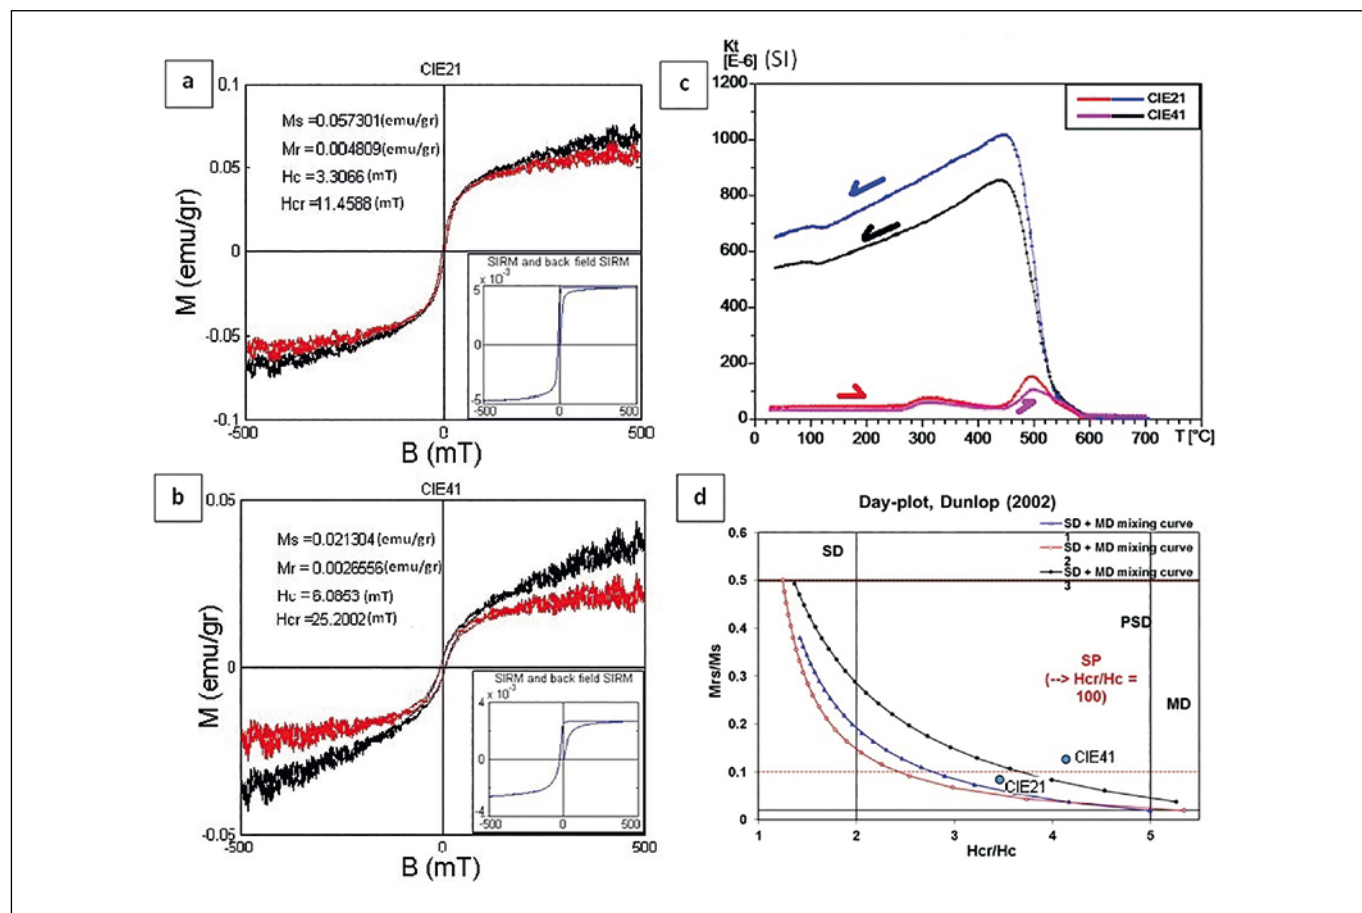 a
CIE21
0.1
0.05
0
-0.05
-0.1
M (emu/gr)
Ms =0.057301(emu/gr)
Mr =0.004809(emu/gr)
Hc =3.3066 (mT)
Hcr =11.4588 (mT)
SIRM and back field SIRM
x 10⁻³
5
0
-5
-500
0
500
-500
0
500
B (mT)
b
CIE41
0.05
0
-0.05
M (emu/gr)
Ms =0.021304(emu/gr)
Mr = 0.0026556(emu/gr)
Hc = 6.0853 (mT)
Hcr=25.2002(mT)
SIRM and back field SIRM
x 10⁻³
4
0
-4
-500
0
500
-500
0
500
B (mT)
c
Kt
[E-6] (SI)
1200
1000
800
600
400
200
0
CIE21
CIE41
0
100
200
300
400
500
600
700
T [°C]
d
Day-plot, Dunlop (2002)
SD + MD mixing curve
1
SD + MD mixing curve
2
SD + MD mixing curve
3
0.6
0.5
0.4
0.3
0.2
0.1
0
Mrs/Ms
SD
PSD
SP
(--> Hcr/Hc =
100)
MD
CIE41
CIE21
1
2
3
4
5
Hcr/Hc